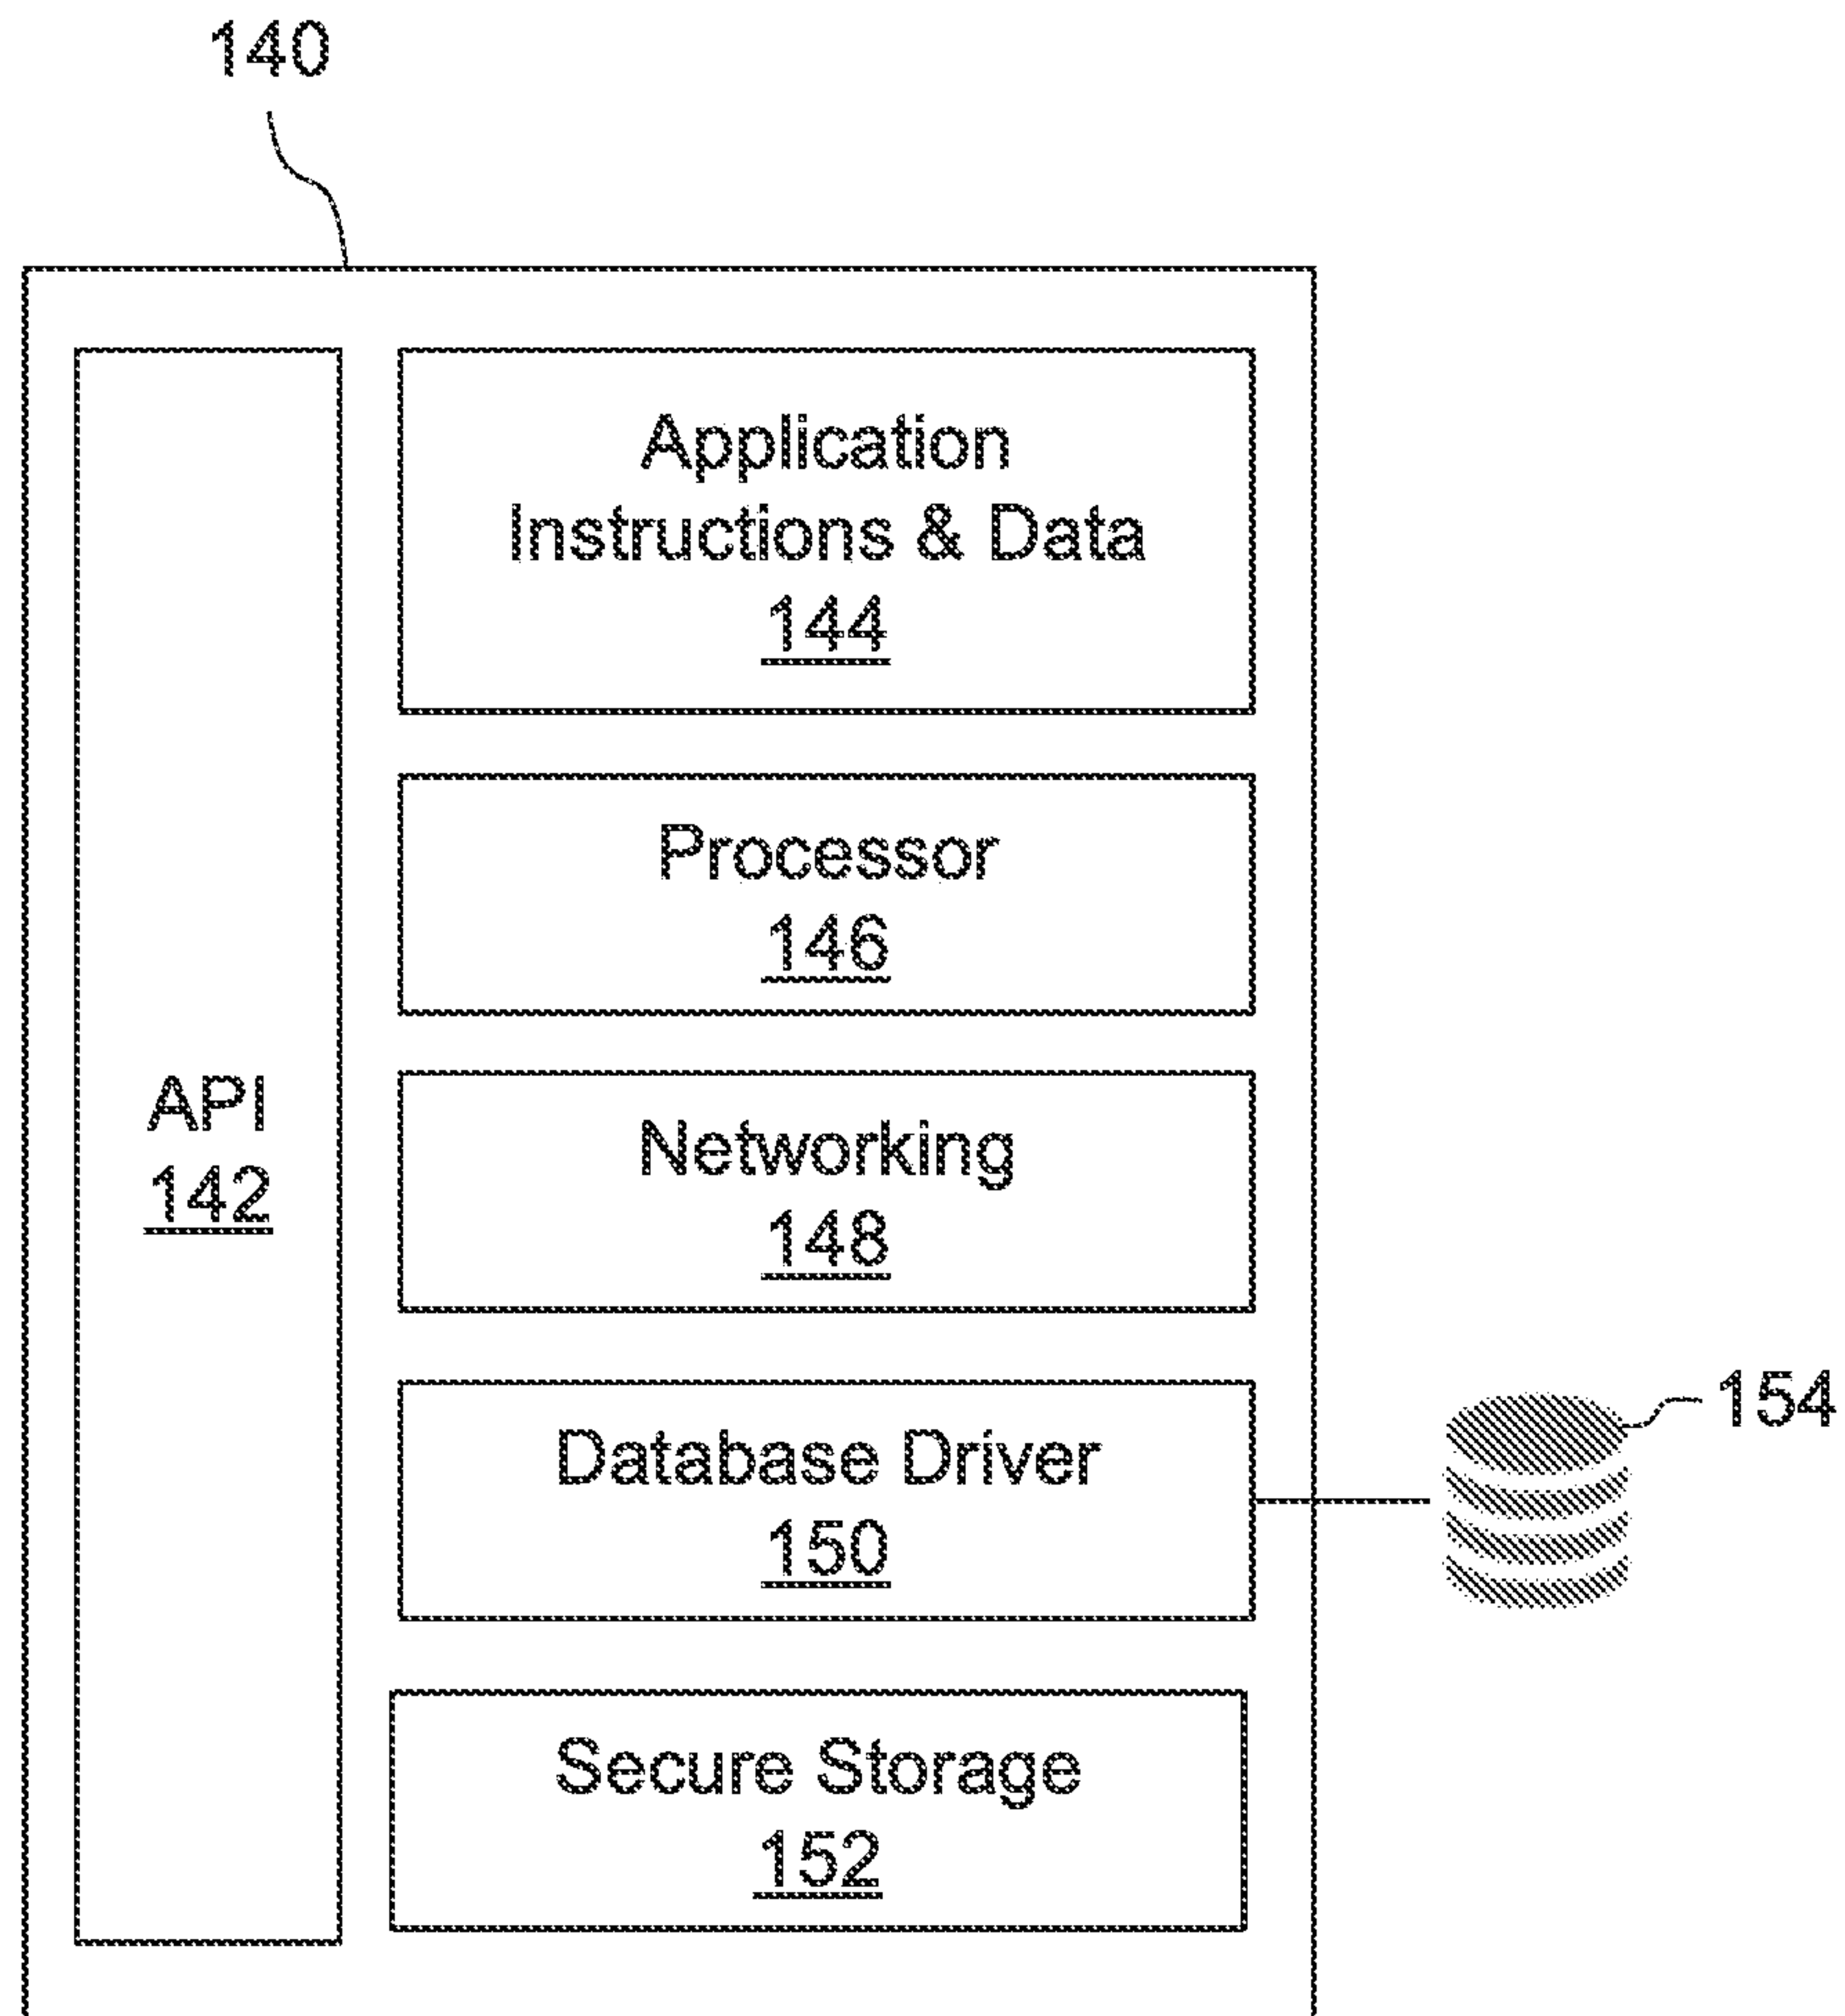 140
Application
Instructions & Data
144
Processor
146
API
142
Networking
148
Database Driver
150
154
Secure Storage
152